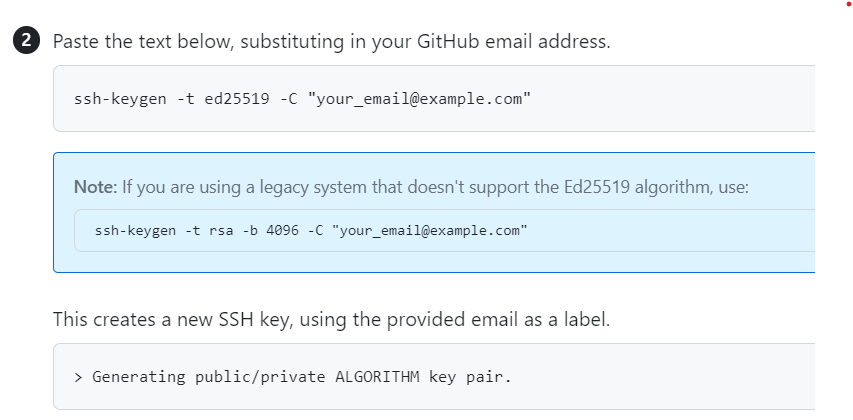 2 Paste the text below, substituting in your GitHub email address.
ssh-keygen -t ed25519 -C "your_email@example.com"
Note: If you are using a legacy system that doesn't support the Ed25519 algorithm, use:
ssh-keygen -t rsa -b 4096 -C "your_email@example.com"
This creates a new SSH key, using the provided email as a label.
> Generating public/private ALGORITHM key pair.